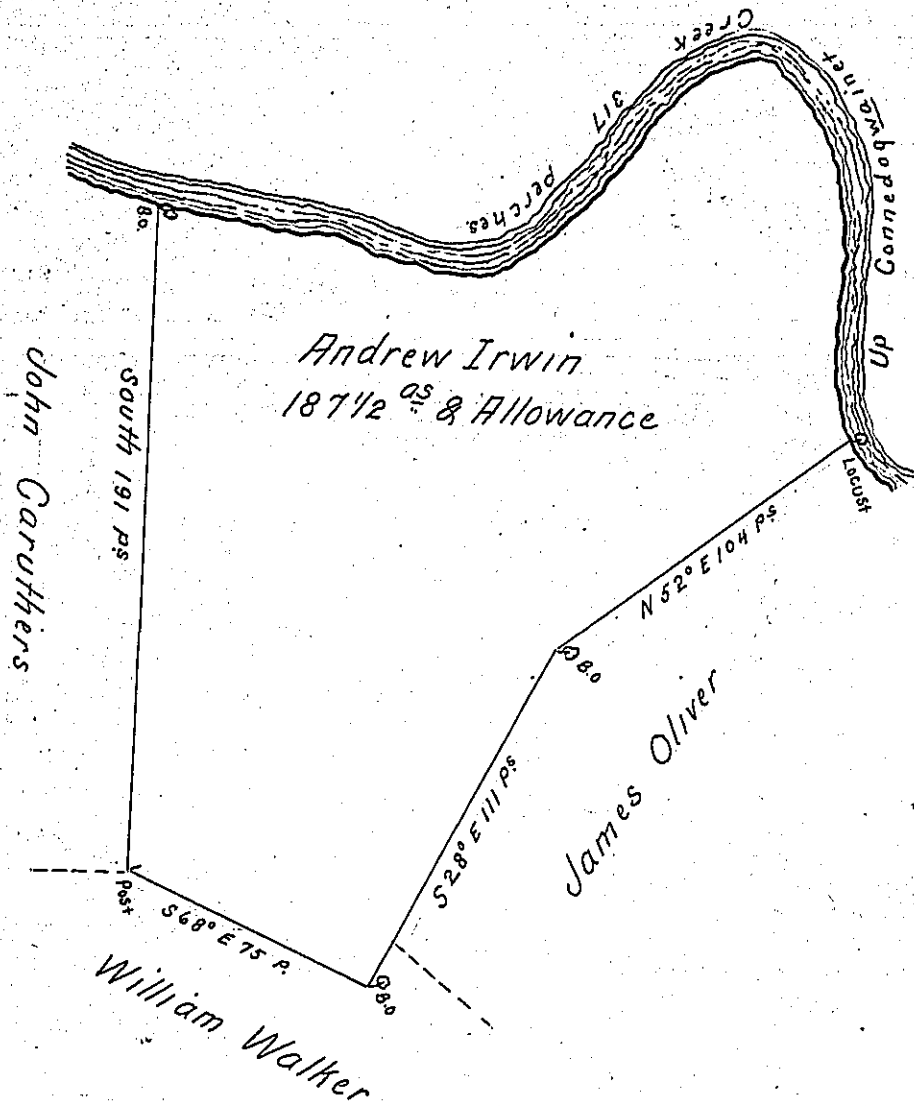 Up Connedogwainet Creek 317 perches.
B.O.
Andrew Irwin
187 1/2 as & Allowance
South 191 ps
John Caruthers
Locust
N 52° E 104 ps
B.O
James Oliver
S 28° E 111 ps
Post
S 68° E 75 P.
B.O
William Walker